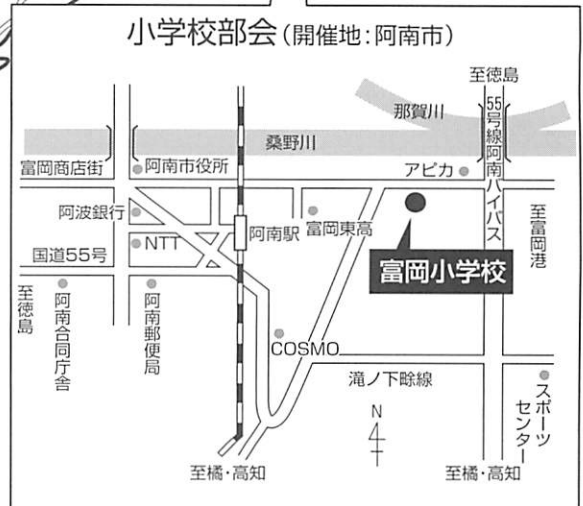 小学校部会(開催地:阿南市)
至徳島
那賀川
55号線阿南バイパス
桑野川
富岡商店街
阿南市役所
アピカ
阿波銀行
阿南駅
富岡東高
至富岡港
NTT
国道55号
富岡小学校
至徳島
阿南合同庁舎
阿南郵便局
COSMO
滝ノ下畭線
スポーツ
センター
N
至橘・高知
至橘・高知